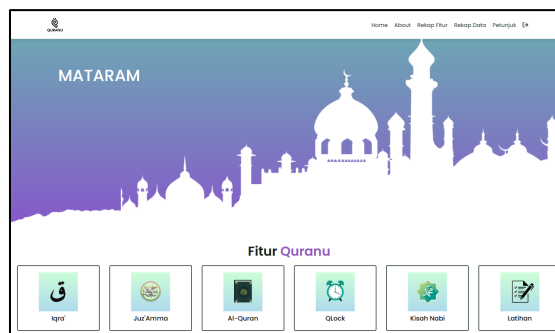 QURANU
Home About Rekap Fitur Rekap Data Petunjuk
MATARAM
Fitur Quranu
ق
Iqra'
Juz'Amma
Al-Quran
QLock
Kisah Nabi
Latihan